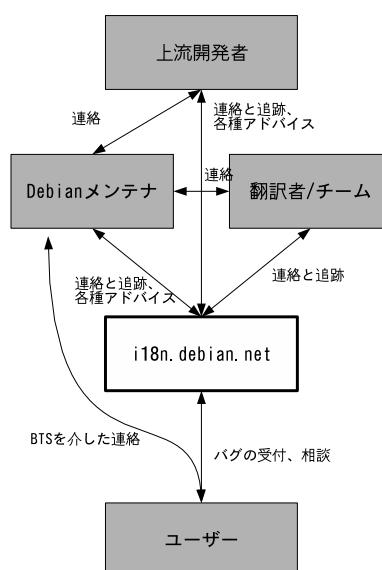 上流開発者
連絡
連絡と追跡、
各種アドバイス
連絡
Debianメンテナ
翻訳者/チーム
連絡と追跡、
各種アドバイス
連絡と追跡
i18n.debian.net
BTSを介した連絡
バグの受付、相談
ユーザー